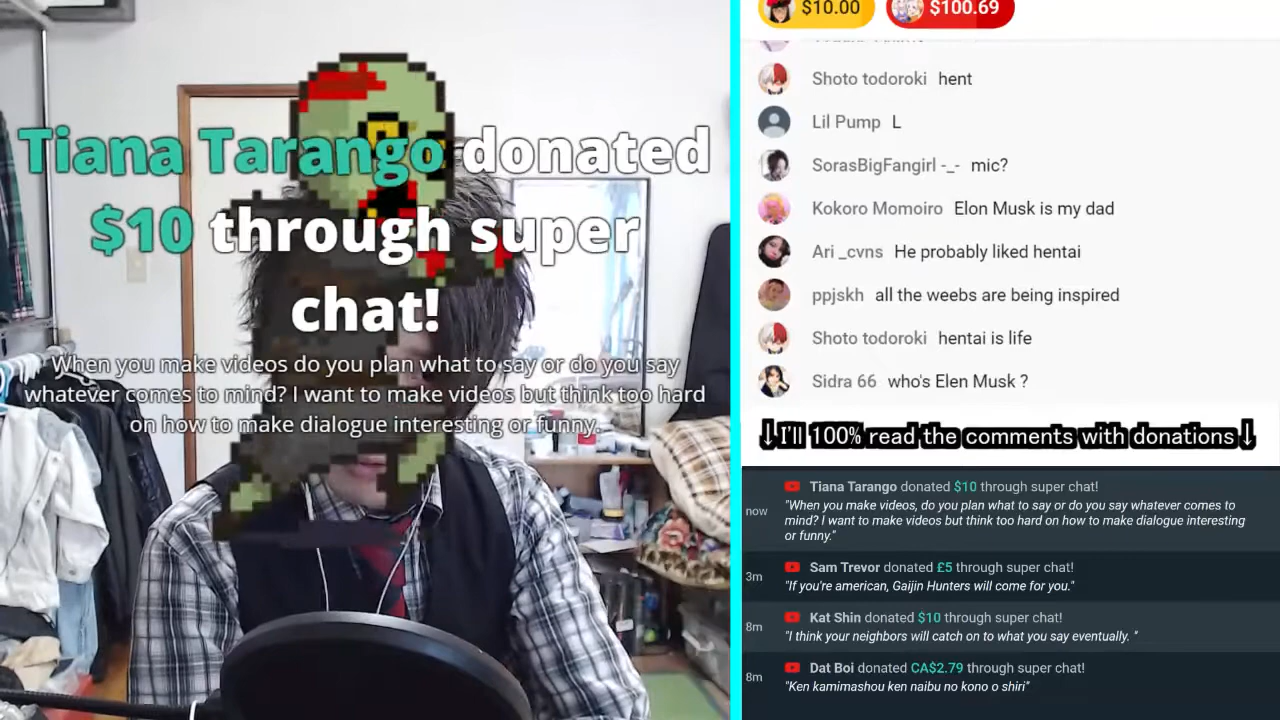 Tiana Tarango donated
$10 through super
chat!
When you make videos do you plan what to say or do you say
whatever comes to mind? I want to make videos but think too hard
on how to make dialogue interesting or funny.
$10.00
$100.69
Shoto todoroki hent
Lil Pump L
SorasBigFangirl -_- mic?
Kokoro Momoiro Elon Musk is my dad
Ari _cvns He probably liked hentai
ppjskh all the weebs are being inspired
Shoto todoroki hentai is life
Sidra 66 who's Elen Musk ?
↓I'll 100% read the comments with donations↓
now
Tiana Tarango donated $10 through super chat!
"When you make videos, do you plan what to say or do you say whatever comes to
mind? I want to make videos but think too hard on how to make dialogue interesting
or funny."
3m
Sam Trevor donated £5 through super chat!
"If you're american, Gaijin Hunters will come for you."
8m
Kat Shin donated $10 through super chat!
"I think your neighbors will catch on to what you say eventually. "
8m
Dat Boi donated CA$2.79 through super chat!
"Ken kamimashou ken naibu no kono o shiri"